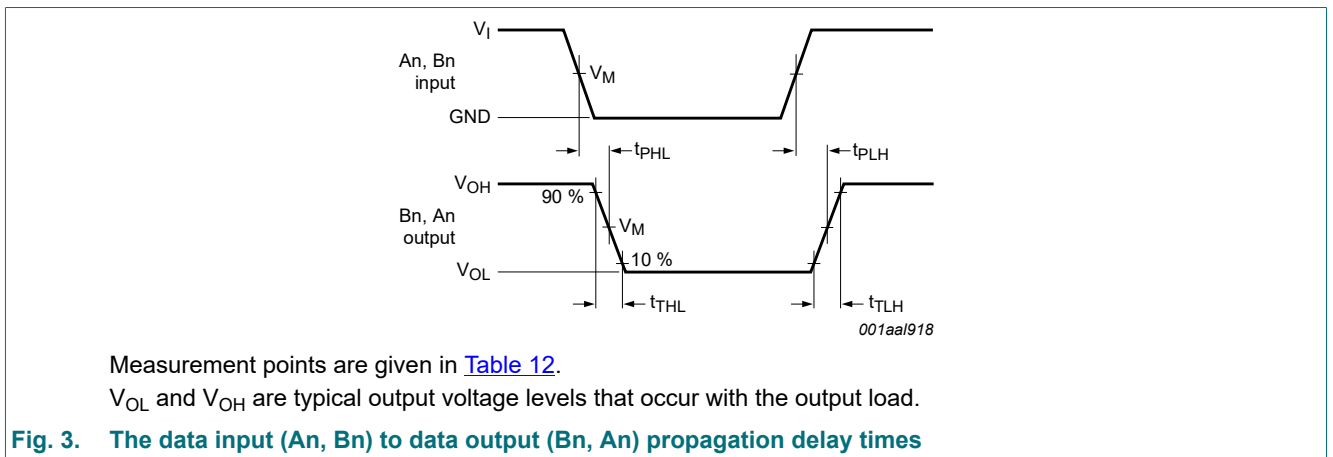 VI
An, Bn
input
VM
GND
tPHL
tPLH
VOH
90 %
Bn, An
output
VM
10 %
VOL
tTHL
tTLH
001aal918
Measurement points are given in Table 12.
VOL and VOH are typical output voltage levels that occur with the output load.
Fig. 3. The data input (An, Bn) to data output (Bn, An) propagation delay times